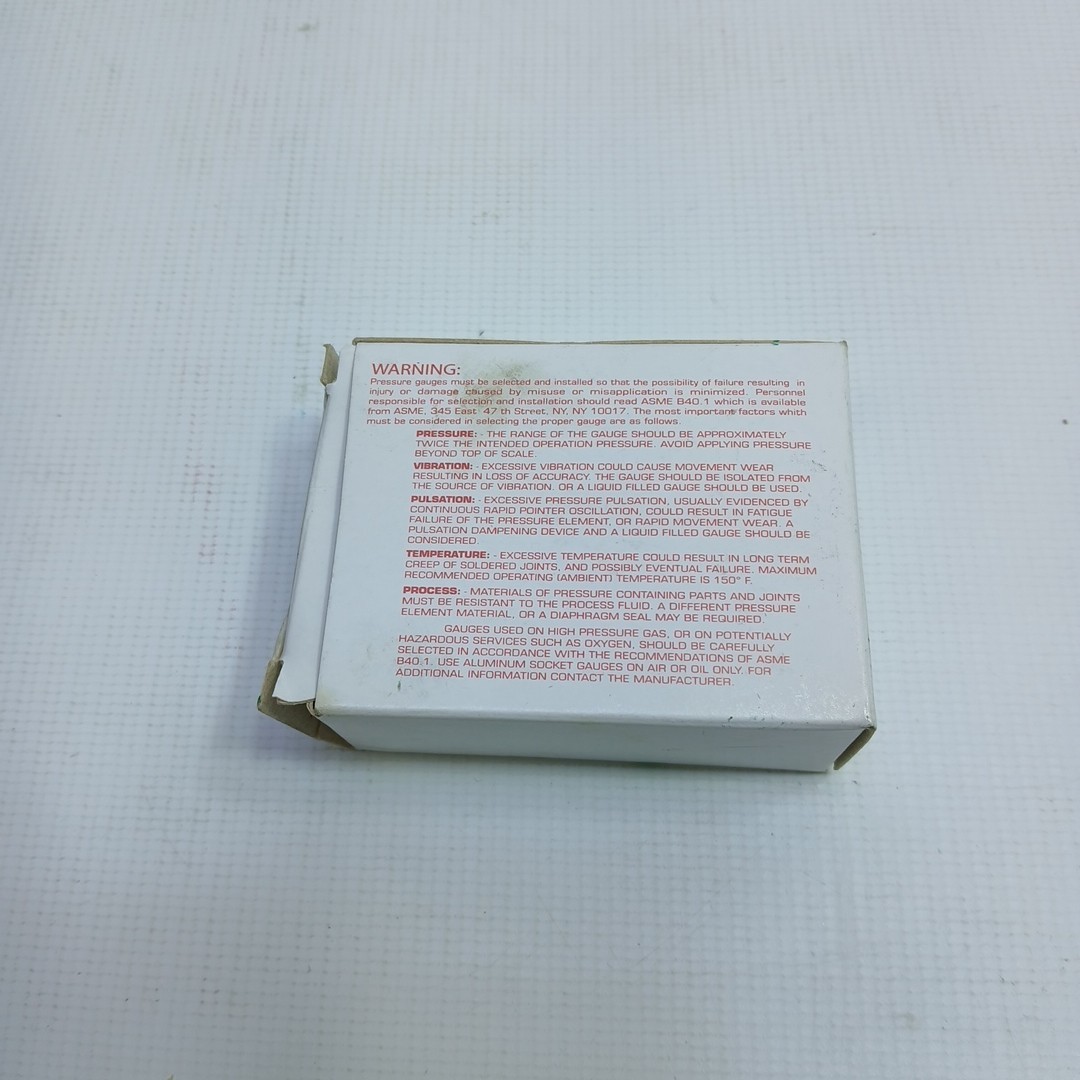 WARNING:
Pressure gauges must be selected and installed so that the possibility of failure resulting in
injury or damage caused by misuse or misapplication is minimized. Personnel
responsible for selection and installation should read ASME B40.1 which is available
from ASME, 345 East 47 th Street, NY, NY 10017. The most important factors which
must be considered in selecting the proper gauge are as follows.
PRESSURE: - THE RANGE OF THE GAUGE SHOULD BE APPROXIMATELY
TWICE THE INTENDED OPERATION PRESSURE. AVOID APPLYING PRESSURE
BEYOND TOP OF SCALE.
VIBRATION: - EXCESSIVE VIBRATION COULD CAUSE MOVEMENT WEAR
RESULTING IN LOSS OF ACCURACY. THE GAUGE SHOULD BE ISOLATED FROM
THE SOURCE OF VIBRATION. OR A LIQUID FILLED GAUGE SHOULD BE USED.
PULSATION: - EXCESSIVE PRESSURE PULSATION, USUALLY EVIDENCED BY
CONTINUOUS RAPID POINTER OSCILLATION, COULD RESULT IN FATIGUE
FAILURE OF THE PRESSURE ELEMENT, OR RAPID MOVEMENT WEAR. A
PULSATION DAMPENING DEVICE AND A LIQUID FILLED GAUGE SHOULD BE
CONSIDERED.
TEMPERATURE: - EXCESSIVE TEMPERATURE COULD RESULT IN LONG TERM
CREEP OF SOLDERED JOINTS, AND POSSIBLY EVENTUAL FAILURE. MAXIMUM
RECOMMENDED OPERATING (AMBIENT) TEMPERATURE IS 150° F.
PROCESS: - MATERIALS OF PRESSURE CONTAINING PARTS AND JOINTS
MUST BE RESISTANT TO THE PROCESS FLUID. A DIFFERENT PRESSURE
ELEMENT MATERIAL, OR A DIAPHRAGM SEAL MAY BE REQUIRED.
GAUGES USED ON HIGH PRESSURE GAS, OR ON POTENTIALLY
HAZARDOUS SERVICES SUCH AS OXYGEN, SHOULD BE CAREFULLY
SELECTED IN ACCORDANCE WITH THE RECOMMENDATIONS OF ASME
B40.1. USE ALUMINUM SOCKET GAUGES ON AIR OR OIL ONLY. FOR
ADDITIONAL INFORMATION CONTACT THE MANUFACTURER.